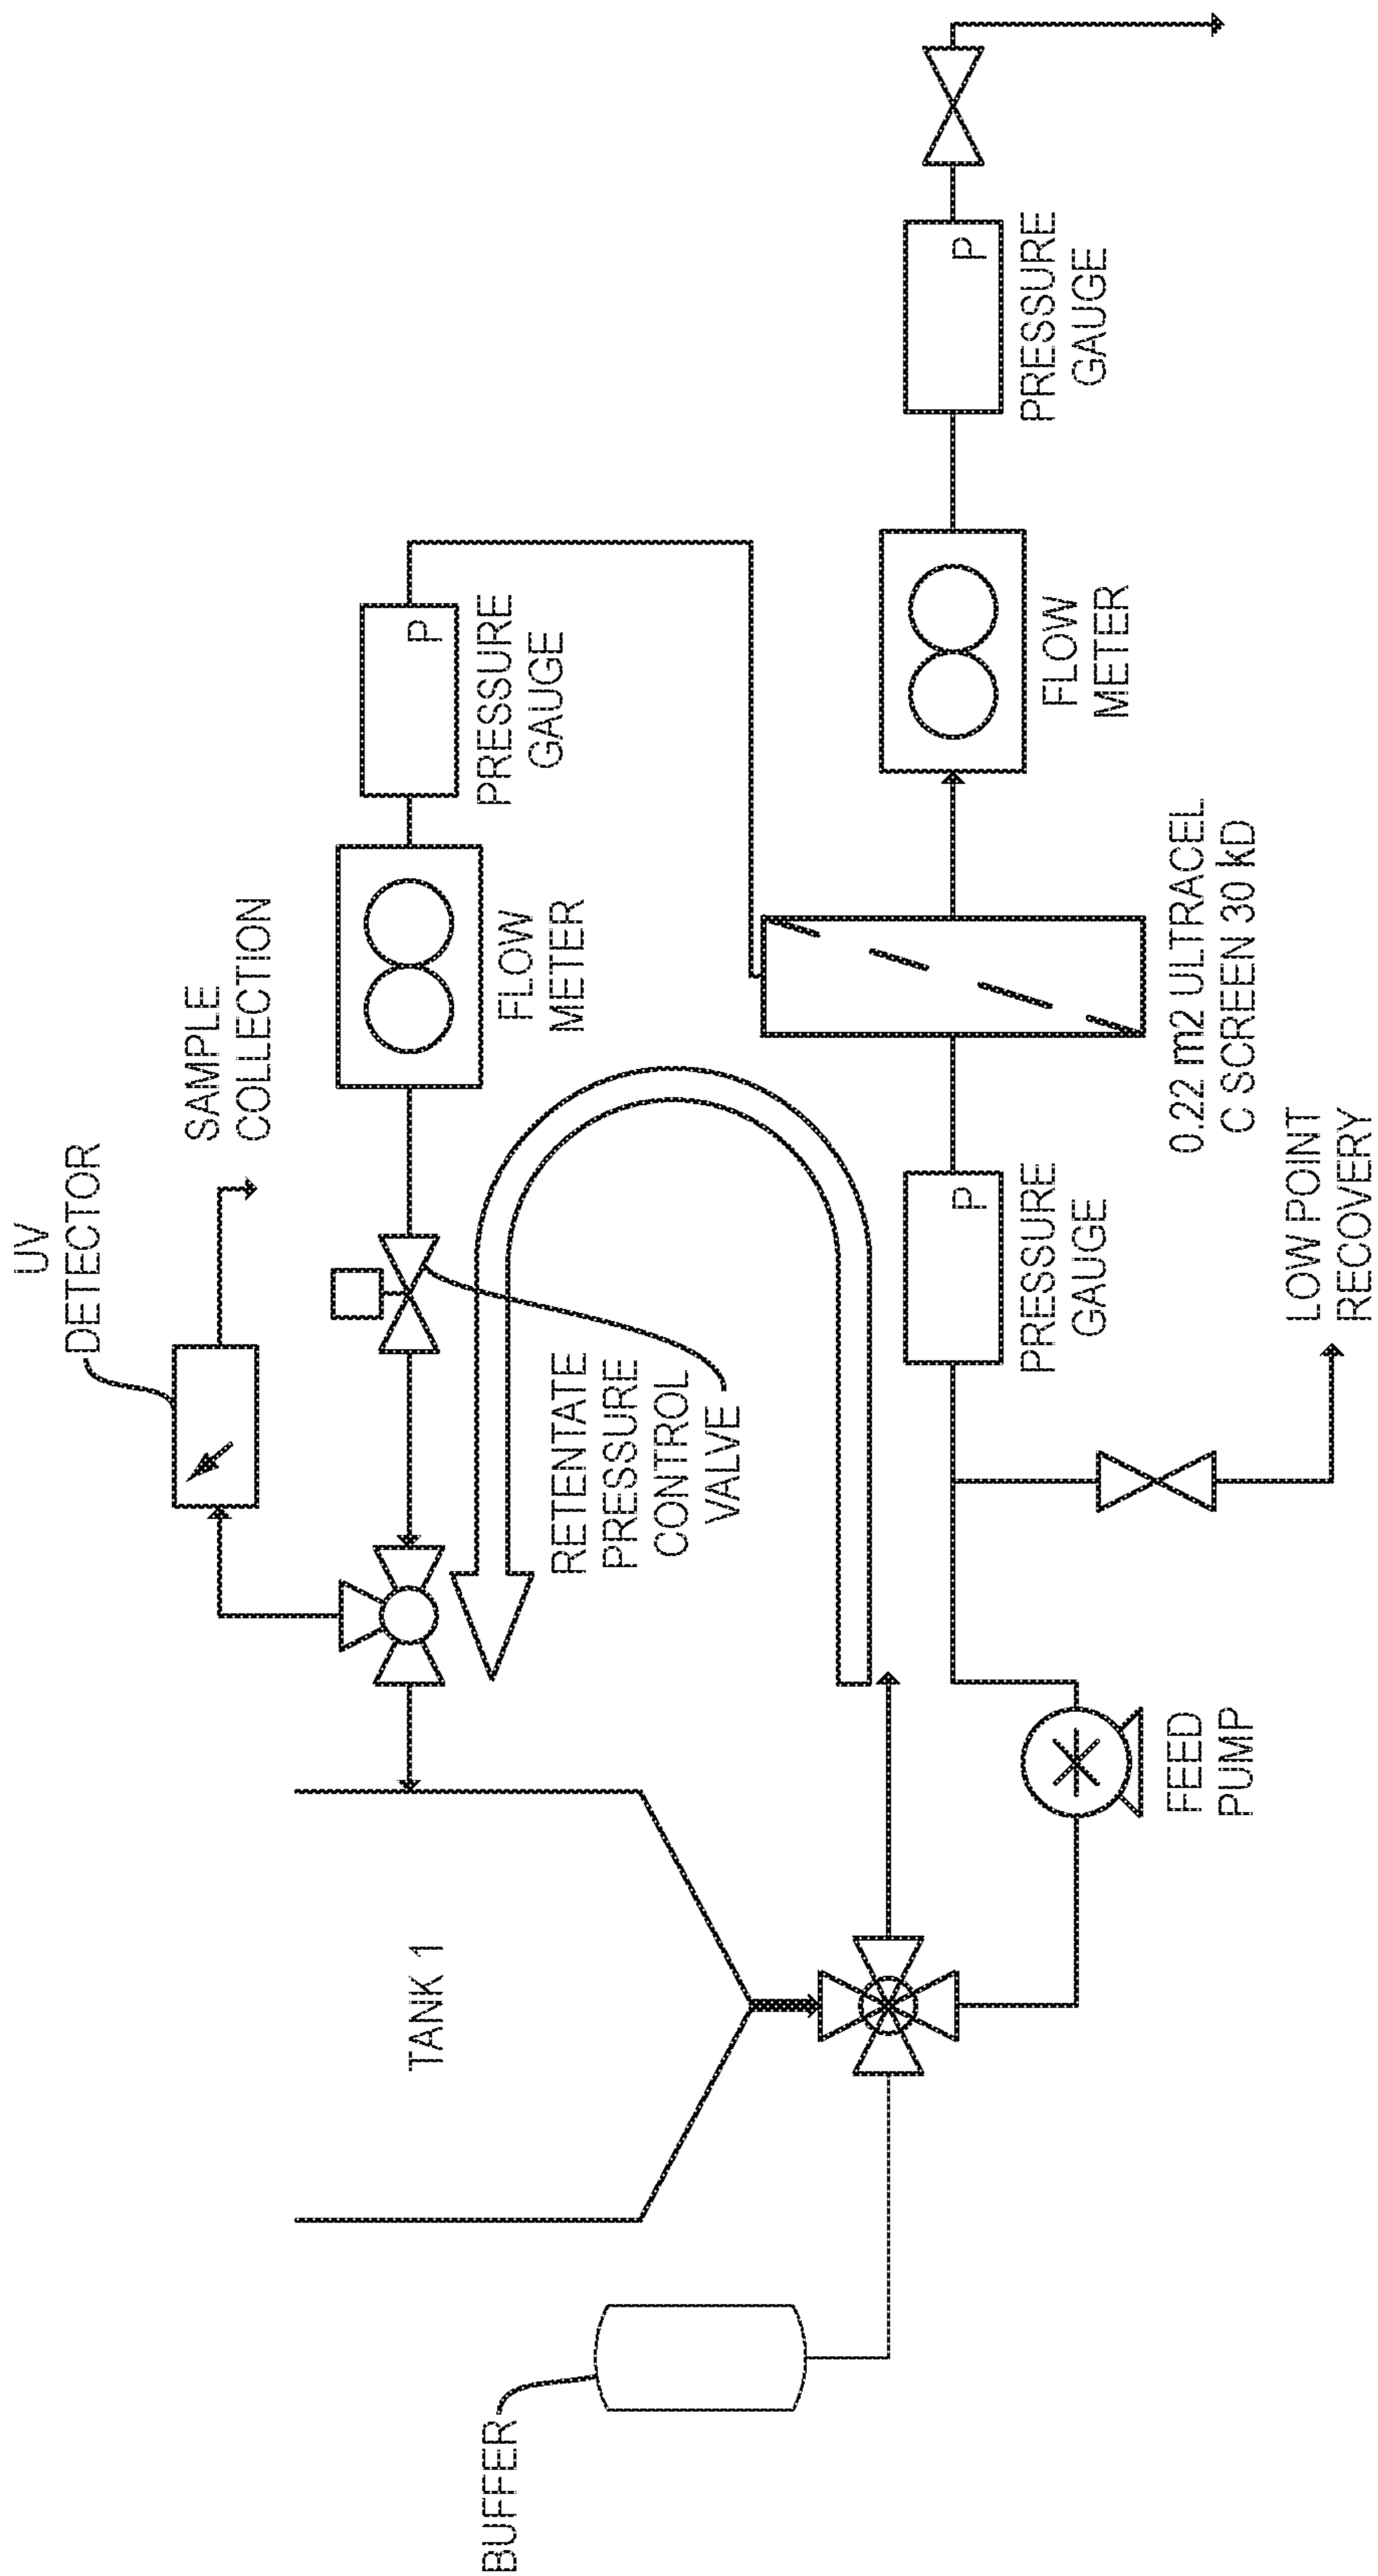 UV
DETECTOR
SAMPLE
COLLECTION
P
PRESSURE
GAUGE
FLOW
METER
RETENTATE
PRESSURE
CONTROL
VALVE
TANK 1
BUFFER
P
PRESSURE
GAUGE
FLOW
METER
P
PRESSURE
GAUGE
0.22 m2 ULTRACEL
C SCREEN 30 kD
FEED
PUMP
LOW POINT
RECOVERY